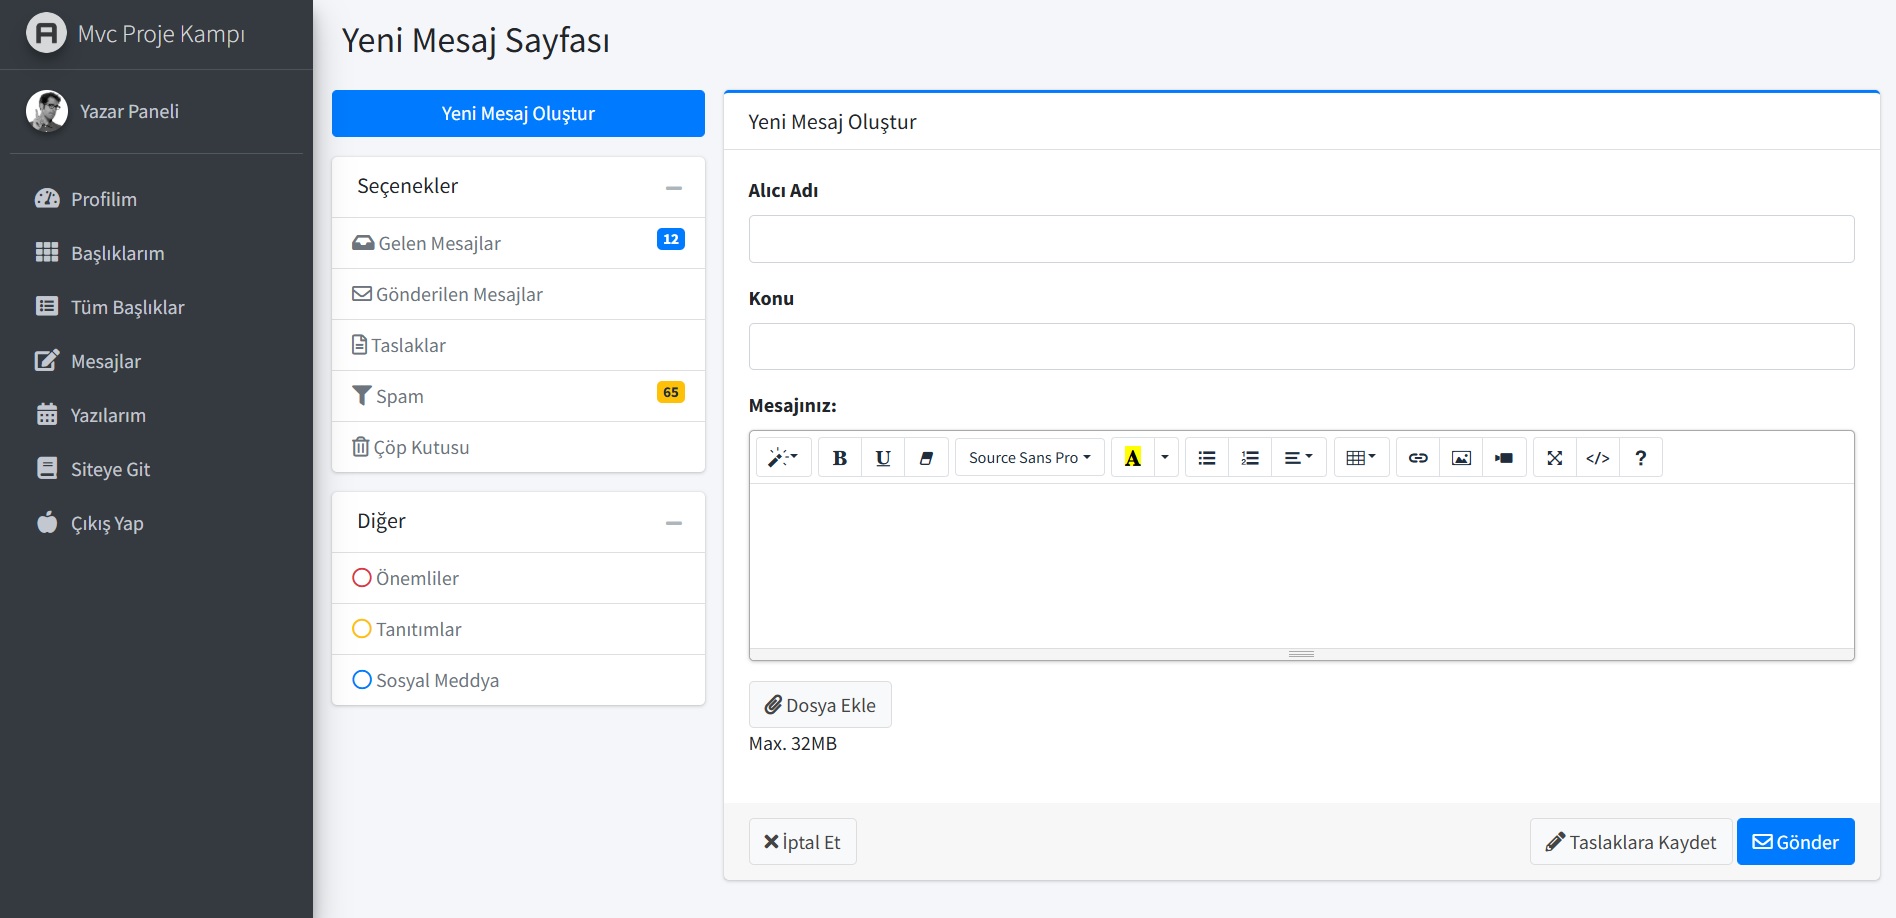 Mvc Proje Kampı
Yazar Paneli
Profilim
Başlıklarım
Tüm Başlıklar
Mesajlar
Yazılarım
Siteye Git
Çıkış Yap
Yeni Mesaj Sayfası
Yeni Mesaj Oluştur
Seçenekler
Gelen Mesajlar 12
Gönderilen Mesajlar
Taslaklar
Spam 65
Çöp Kutusu
Diğer
Önemliler
Tanıtımlar
Sosyal Meddya
Yeni Mesaj Oluştur
Alıcı Adı
Konu
Mesajınız:
B U Source Sans Pro A </> ?
Dosya Ekle
Max. 32MB
İptal Et
Taslaklara Kaydet
Gönder